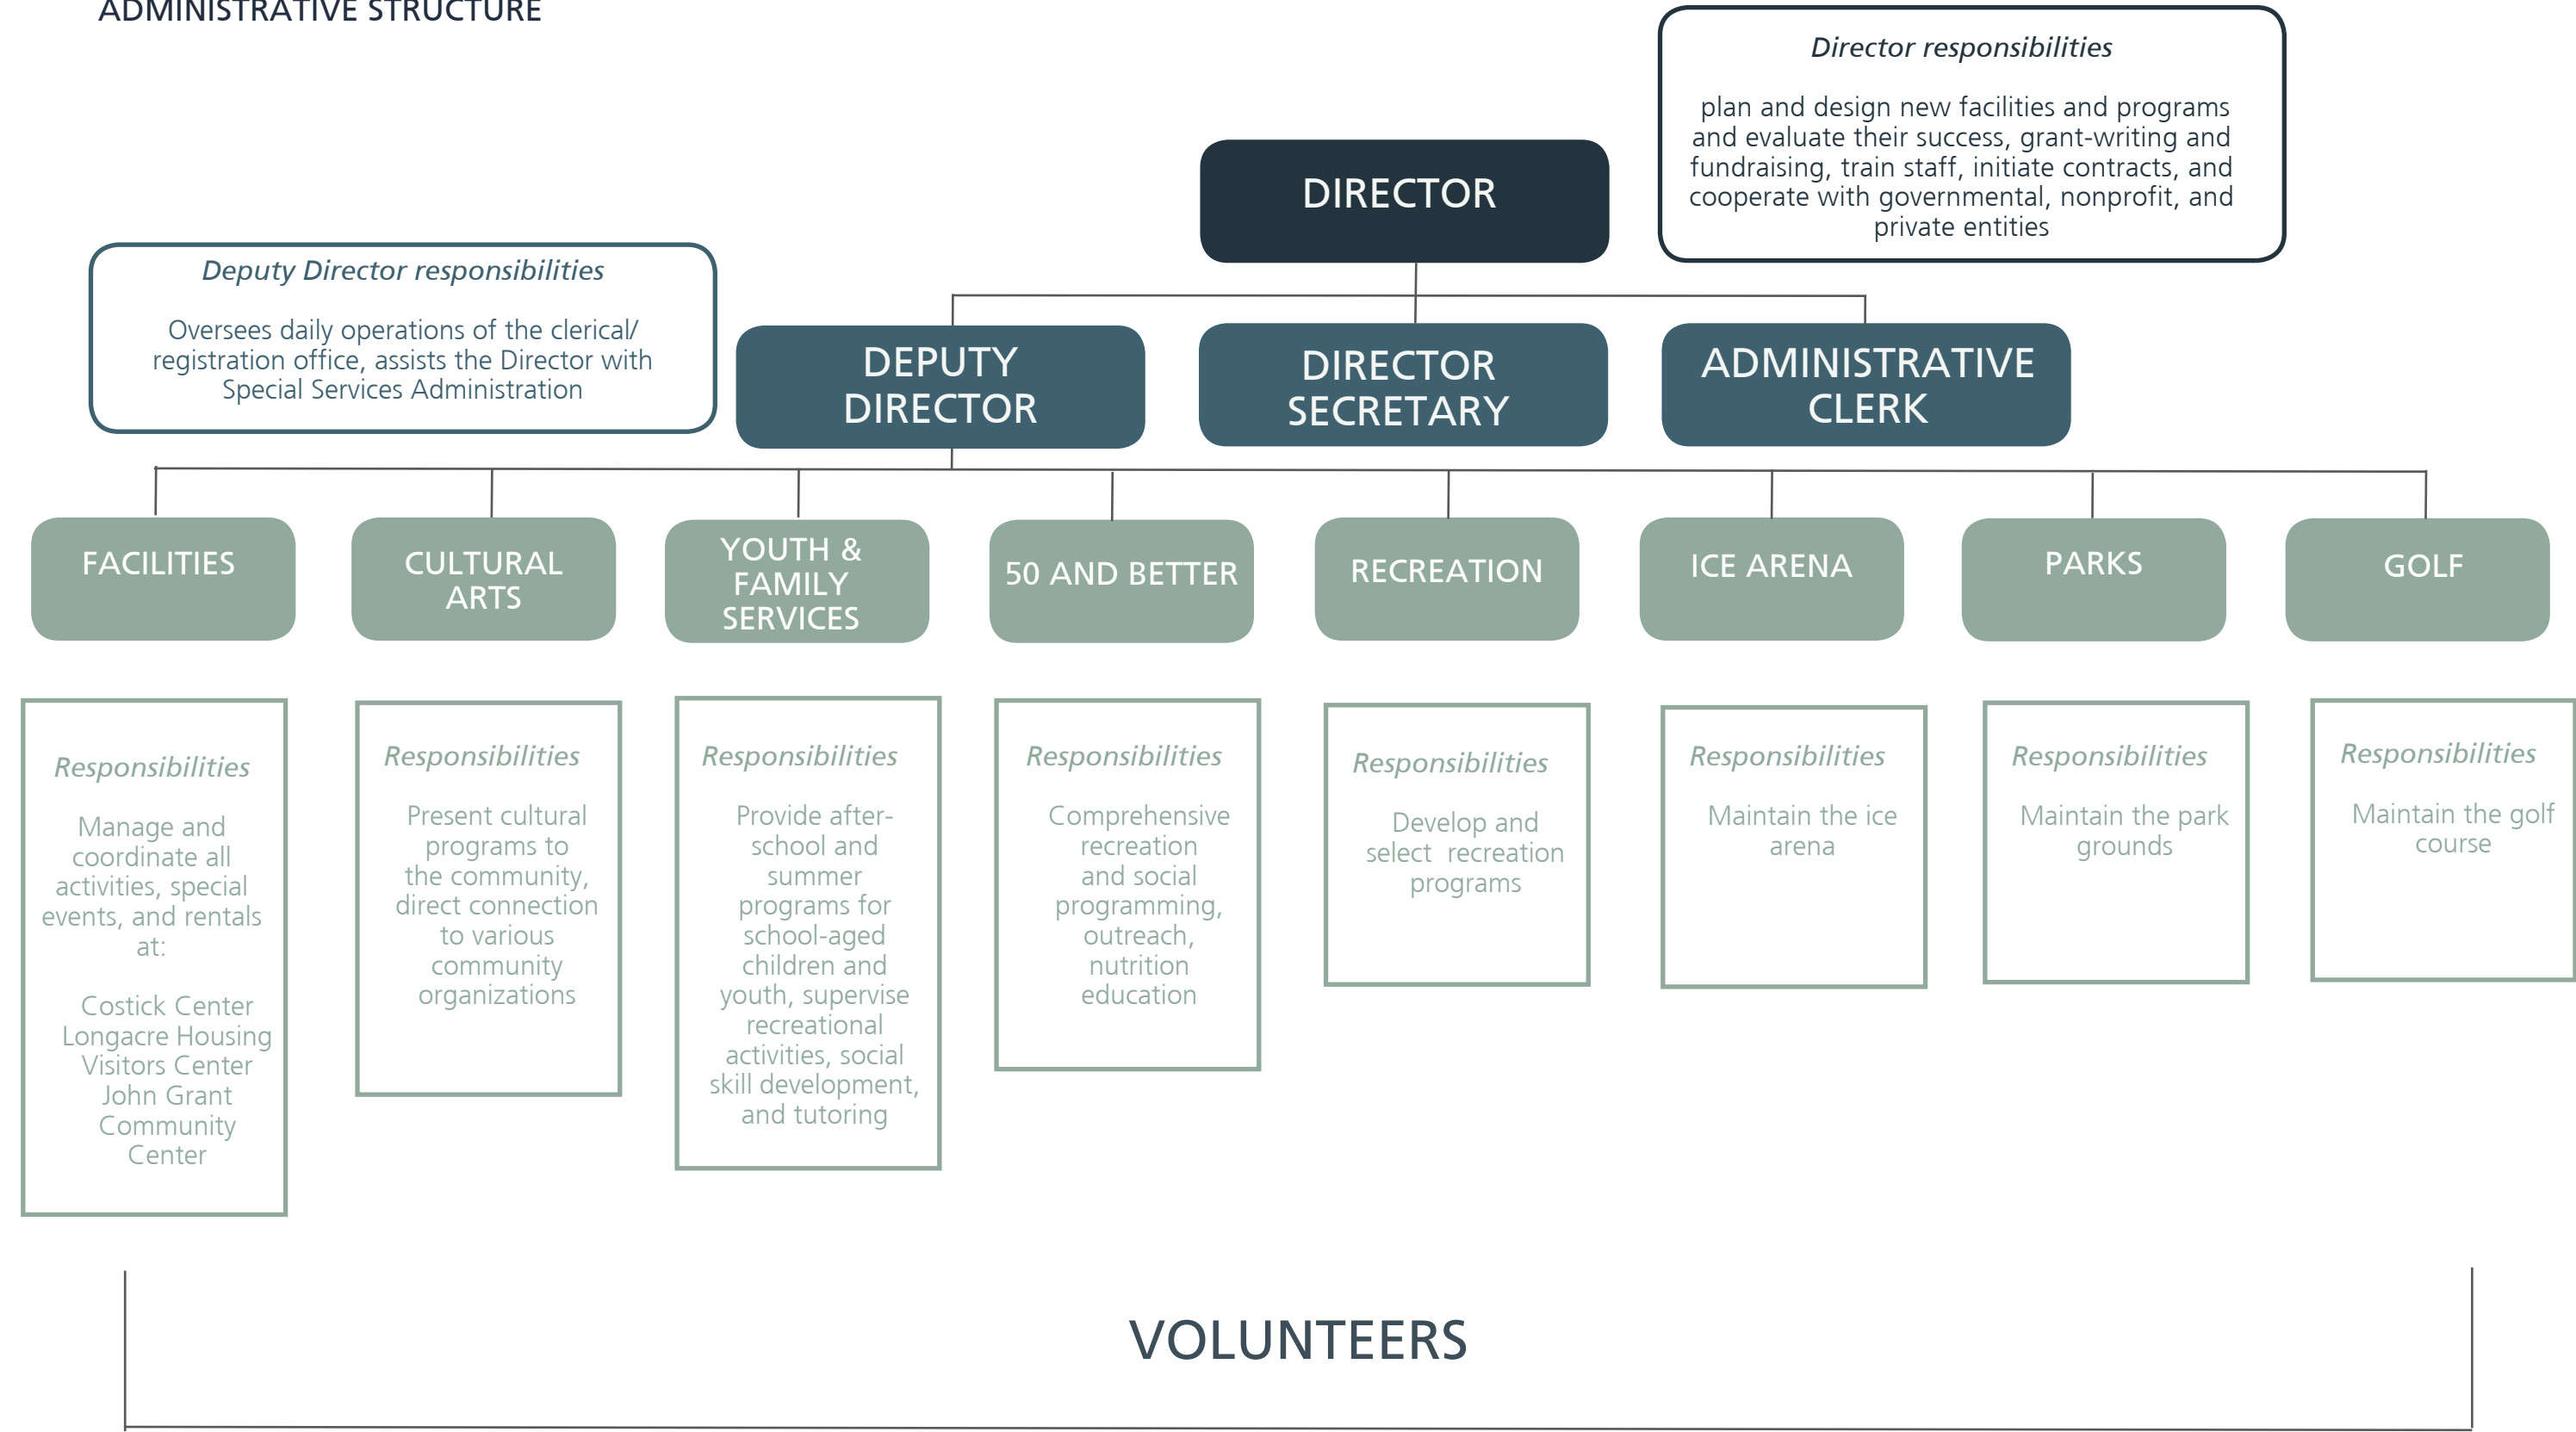 ADMINISTRATIVE STRUCTURE
Director responsibilities
plan and design new facilities and programs
and evaluate their success, grant-writing and
fundraising, train staff, initiate contracts, and
cooperate with governmental, nonprofit, and
private entities
DIRECTOR
Deputy Director responsibilities
Oversees daily operations of the clerical/
registration office, assists the Director with
Special Services Administration
DEPUTY
DIRECTOR
DIRECTOR
SECRETARY
ADMINISTRATIVE
CLERK
FACILITIES
CULTURAL
ARTS
YOUTH &
FAMILY
SERVICES
50 AND BETTER
RECREATION
ICE ARENA
PARKS
GOLF
Responsibilities
Manage and
coordinate all
activities, special
events, and rentals
at:
Costick Center
Longacre Housing
Visitors Center
John Grant
Community
Center
Responsibilities
Present cultural
programs to
the community,
direct connection
to various
community
organizations
Responsibilities
Provide after-
school and
summer
programs for
school-aged
children and
youth, supervise
recreational
activities, social
skill development,
and tutoring
Responsibilities
Comprehensive
recreation
and social
programming,
outreach,
nutrition
education
Responsibilities
Develop and
select  recreation
programs
Responsibilities
Maintain the ice
arena
Responsibilities
Maintain the park
grounds
Responsibilities
Maintain the golf
course
VOLUNTEERS